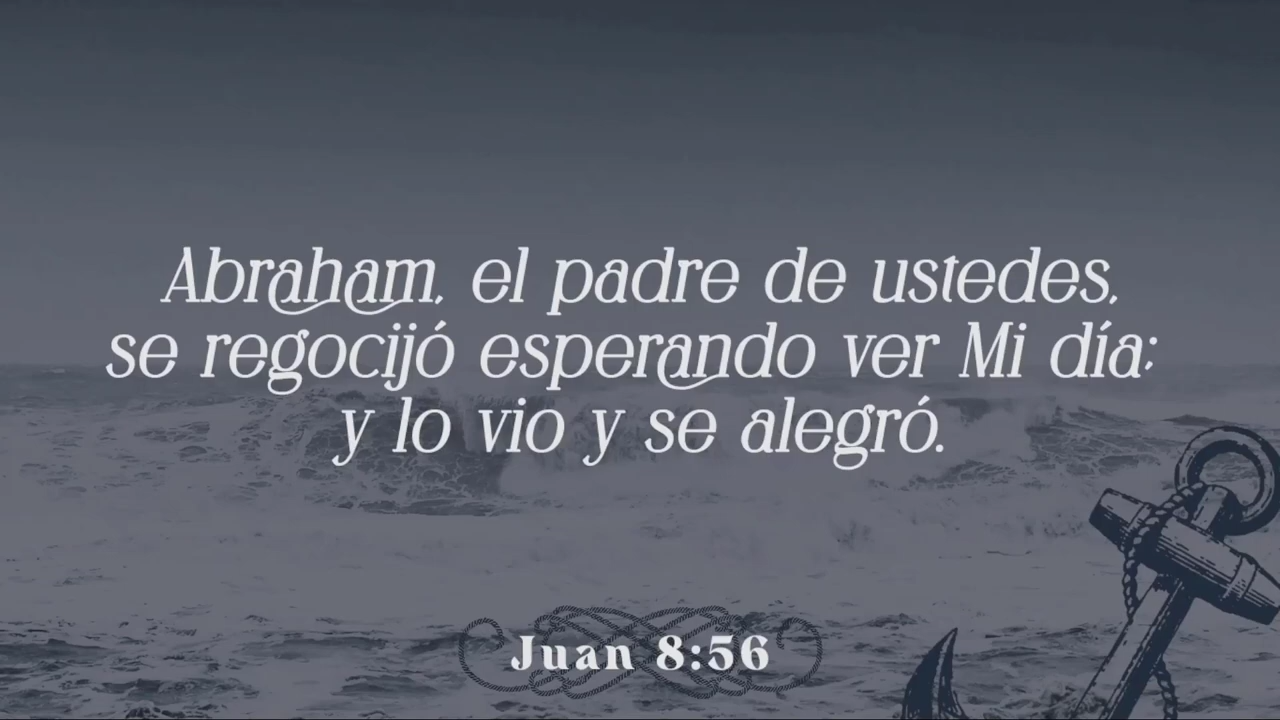 Abraham, el padre de ustedes,
se regocijó esperando ver Mi día;
y lo vio y se alegró.
Juan 8:56